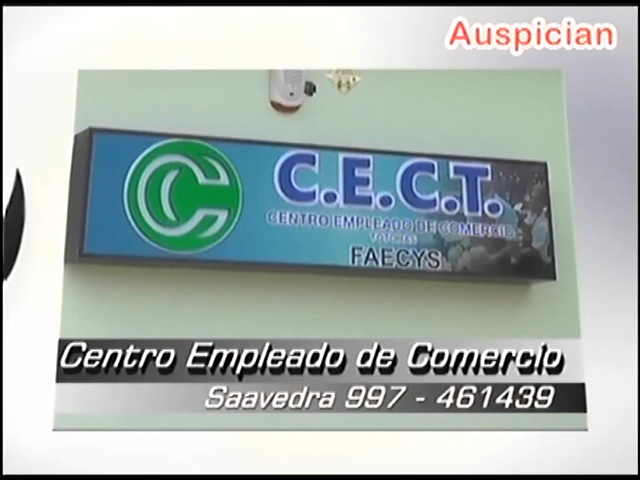 Auspician
C.E.C.T.
CENTRO EMPLEADO DE COMERCIO
FAECYS
Centro Empleado de Comercio
Saavedra 997 - 461439